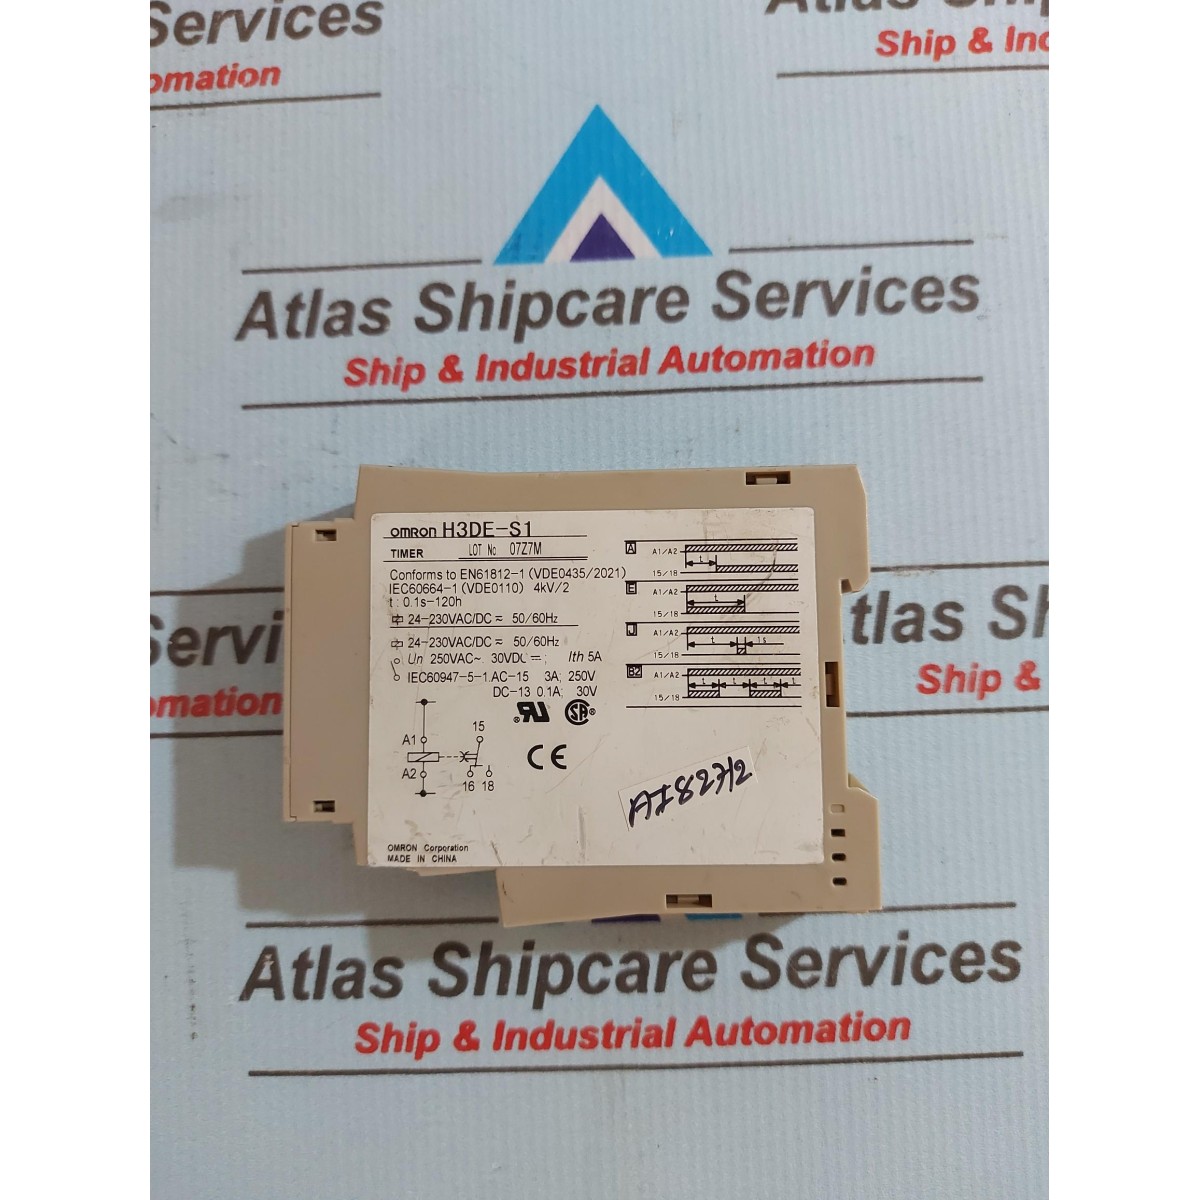 Services
omation
Ship & Ind
Atlas Shipcare Services
Ship & Industrial Automation
OMRON H3DE-S1
TIMER LOT No 07Z7M
Conforms to EN61812-1 (VDE0435/2021)
IEC60664-1 (VDE0110) 4kV/2
t : 0.1s-120h
24-230VAC/DC ≂ 50/60Hz
24-230VAC/DC ≂ 50/60Hz
Un 250VAC~. 30VDC ⎓; Ith 5A
IEC60947-5-1 AC-15 3A; 250V
DC-13 0.1A; 30V
A1
A2
15
16 18
CE
OMRON Corporation
MADE IN CHINA
A
A1/A2
t
15/18
E
A1/A2
t
15/18
J
A1/A2
t 1s
15/18
B2
A1/A2
t t t t
15/18
AI82712
Servi
mation
tlas Sh
Ship &
Atlas Shipcare Services
Ship & Industrial Automation